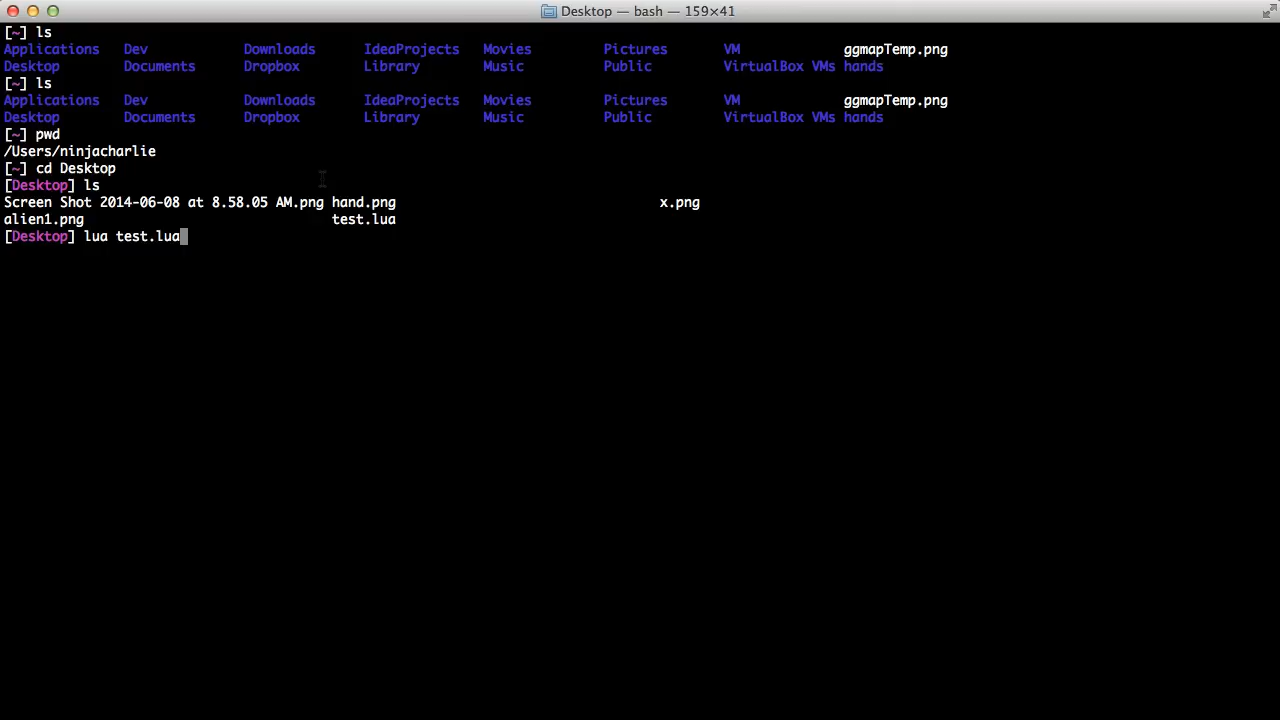 Desktop — bash — 159×41
[~] ls
Applications Dev Downloads IdeaProjects Movies Pictures VM ggmapTemp.png
Desktop Documents Dropbox Library Music Public VirtualBox VMs hands
[~] ls
Applications Dev Downloads IdeaProjects Movies Pictures VM ggmapTemp.png
Desktop Documents Dropbox Library Music Public VirtualBox VMs hands
[~] pwd
/Users/ninjacharlie
[~] cd Desktop
[Desktop] ls
Screen Shot 2014-06-08 at 8.58.05 AM.png hand.png x.png
alien1.png test.lua
[Desktop] lua test.lua